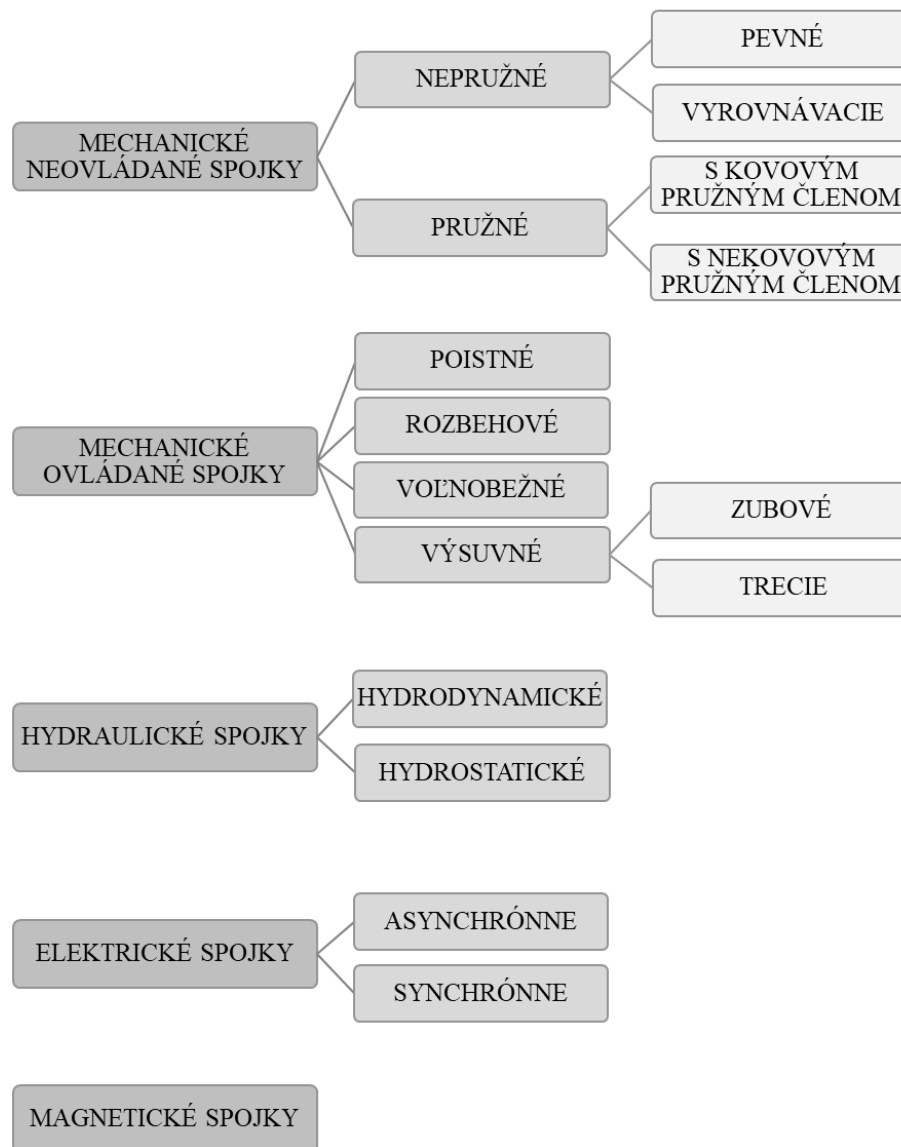 MECHANICKÉ
NEOVLÁDANÉ SPOJKY
NEPRUŽNÉ
PEVNÉ
VYROVNÁVACIE
PRUŽNÉ
S KOVOVÝM
PRUŽNÝM ČLENOM
S NEKOVOVÝM
PRUŽNÝM ČLENOM
MECHANICKÉ
OVLÁDANÉ SPOJKY
POISTNÉ
ROZBEHOVÉ
VOĽNOBEŽNÉ
VÝSUVNÉ
ZUBOVÉ
TRECIE
HYDRAULICKÉ SPOJKY
HYDRODYNAMICKÉ
HYDROSTATICKÉ
ELEKTRICKÉ SPOJKY
ASYNCHRÓNNE
SYNCHRÓNNE
MAGNETICKÉ SPOJKY